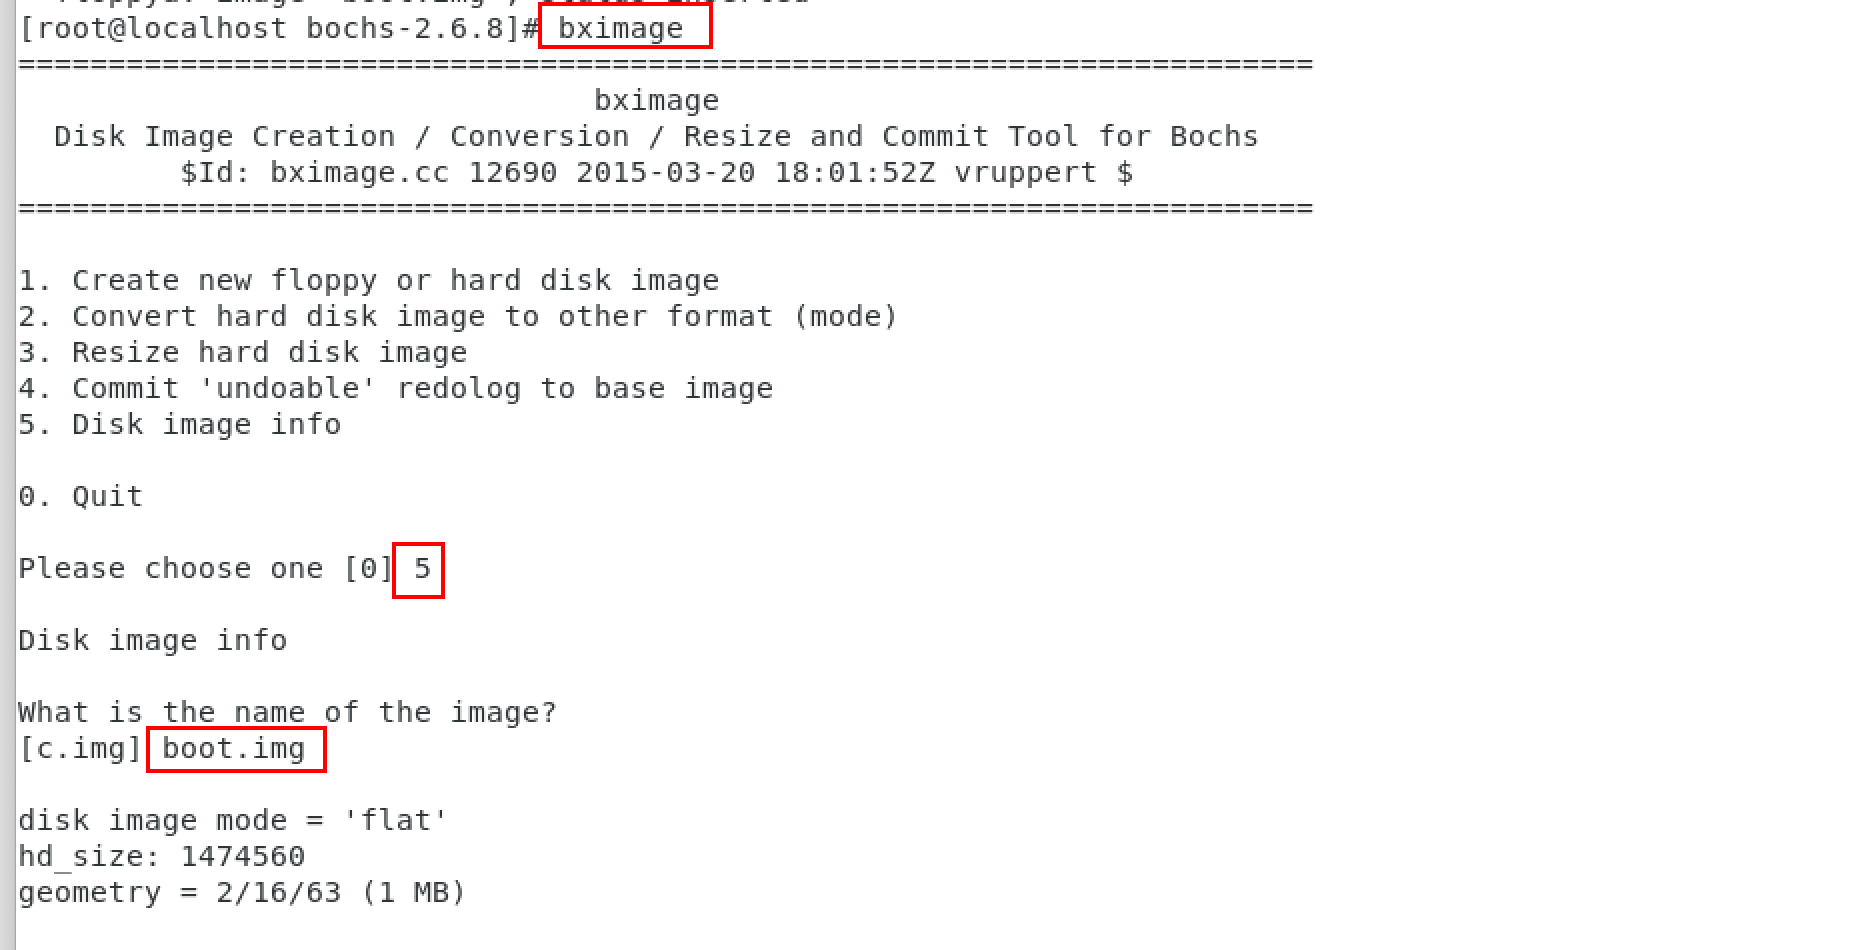 [root@localhost bochs-2.6.8]# bximage
========================================================================
bximage
Disk Image Creation / Conversion / Resize and Commit Tool for Bochs
$Id: bximage.cc 12690 2015-03-20 18:01:52Z vruppert $
========================================================================
1. Create new floppy or hard disk image
2. Convert hard disk image to other format (mode)
3. Resize hard disk image
4. Commit 'undoable' redolog to base image
5. Disk image info
0. Quit
Please choose one [0] 5
Disk image info
What is the name of the image?
[c.img] boot.img
disk image mode = 'flat'
hd_size: 1474560
geometry = 2/16/63 (1 MB)